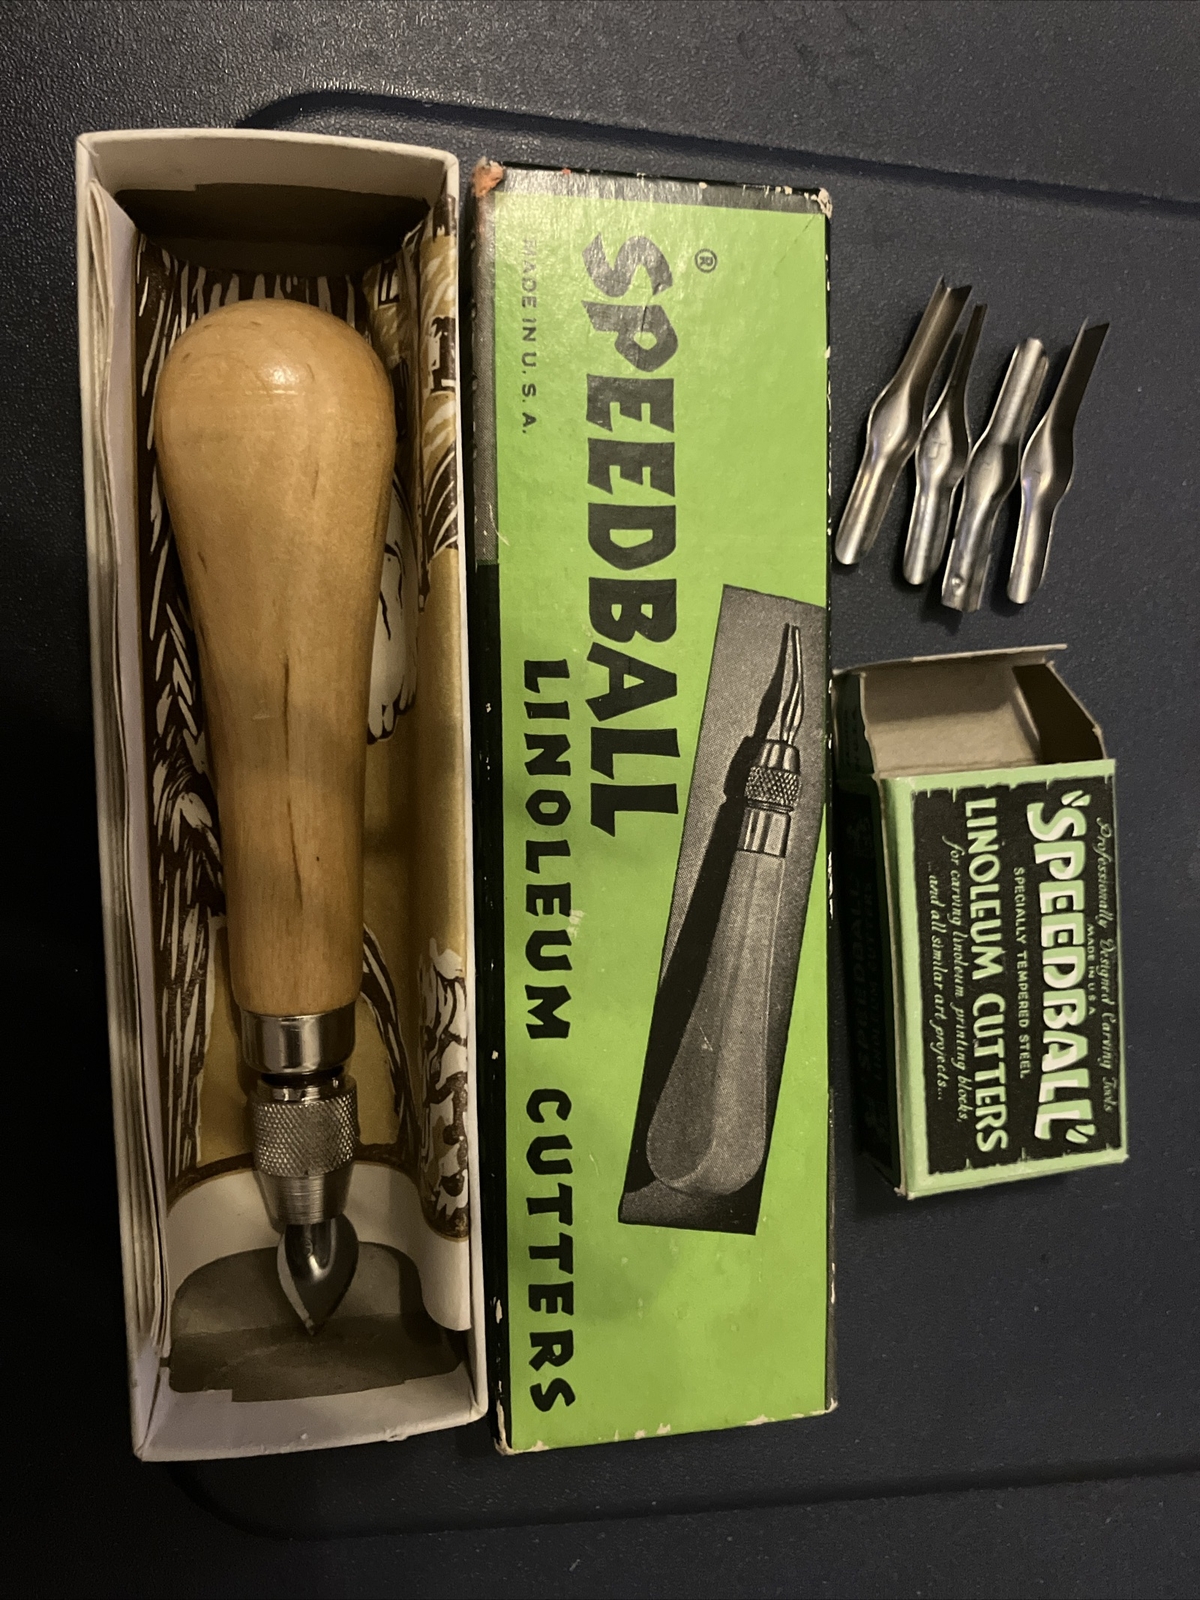 ®
SPEEDBALL
MADE IN U. S. A.
LINOLEUM CUTTERS
Professionally Designed Carving Tools
"SPEEDBALL"
MADE IN U.S.A.
SPECIALLY TEMPERED STEEL
LINOLEUM CUTTERS
for carving linoleum printing blocks,
...and all similar art projects...